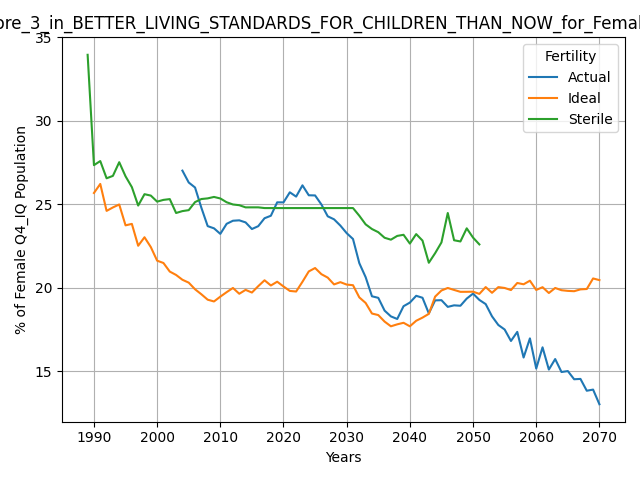 ore_3_in_BETTER_LIVING_STANDARDS_FOR_CHILDREN_THAN_NOW_for_Femal
Fertility
Actual
Ideal
Sterile
% of Female Q4_IQ Population
35
30
25
20
15
1990 2000 2010 2020 2030 2040 2050 2060 2070
Years